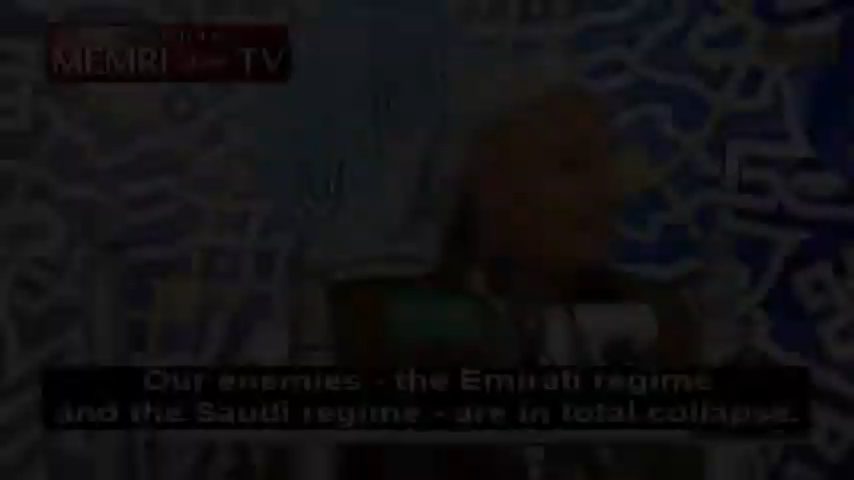 MEMRI TV
Our enemies - the Emirati regime
and the Saudi regime - are in total collapse.